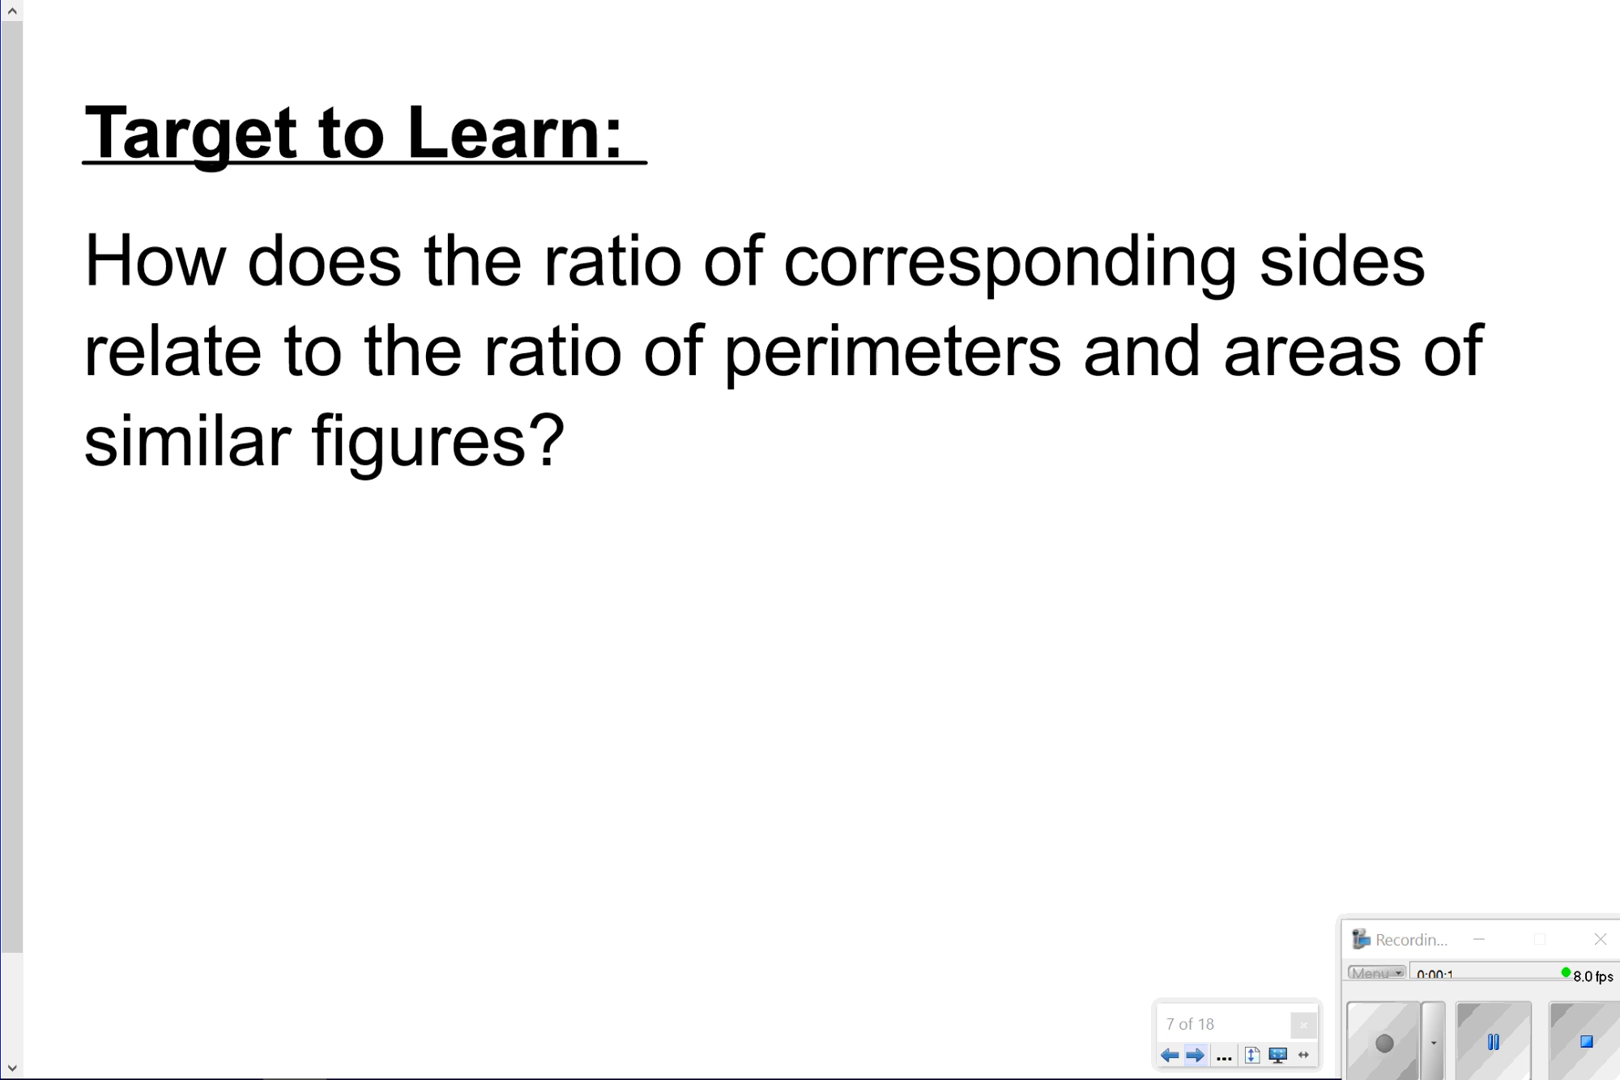 Target to Learn:
How does the ratio of corresponding sides
relate to the ratio of perimeters and areas of
similar figures?
Recordin...
Menu
8.0 fps
7 of 18
...